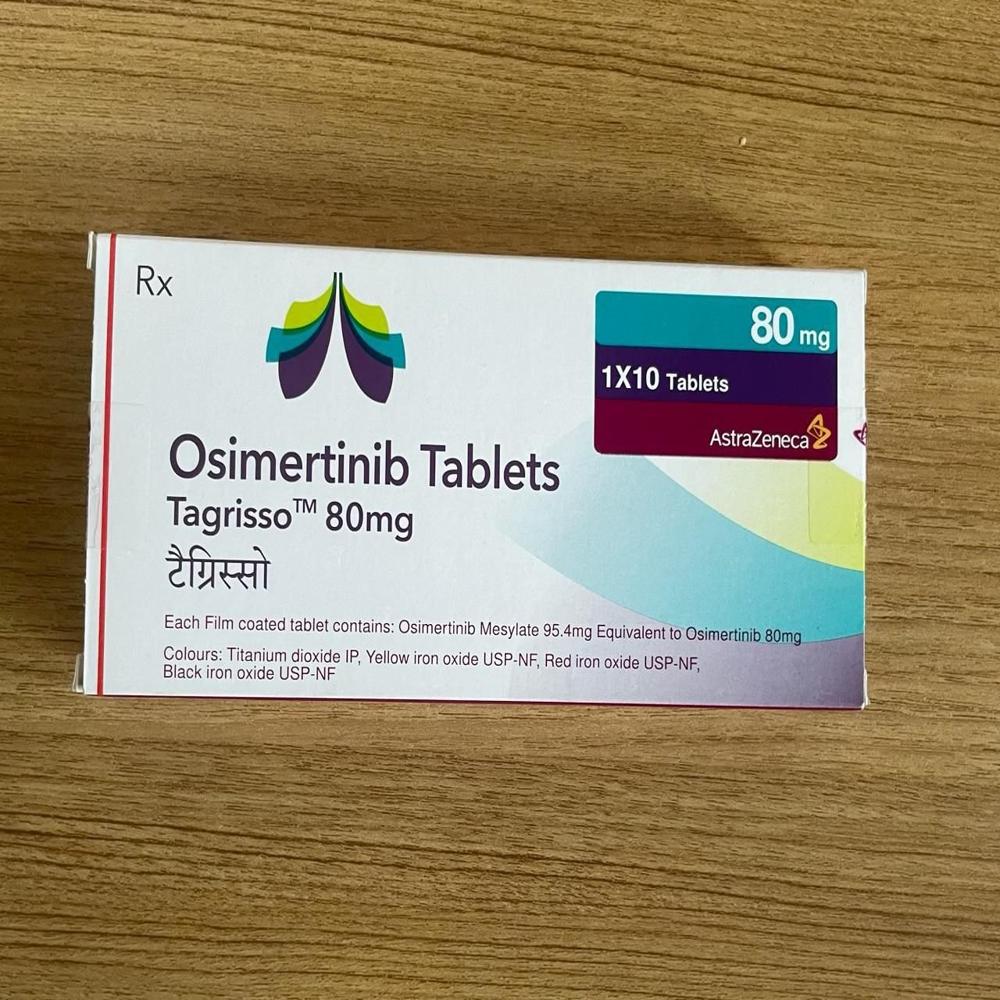 Rx
80 mg
1X10 Tablets
AstraZeneca
Osimertinib Tablets
Tagrisso™ 80mg
टैग्रिस्सो
Each Film coated tablet contains: Osimertinib Mesylate 95.4mg Equivalent to Osimertinib 80mg
Colours: Titanium dioxide IP, Yellow iron oxide USP-NF, Red iron oxide USP-NF,
Black iron oxide USP-NF